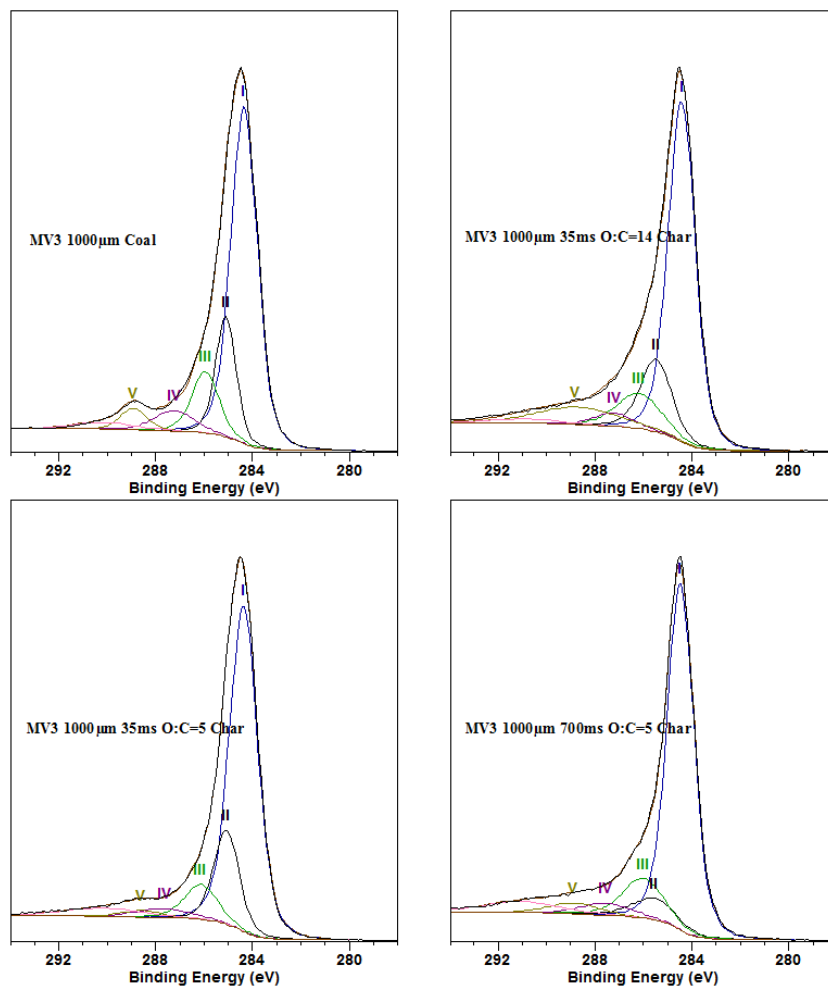 I
II
III
IV
V
MV3 1000µm Coal
292 288 284 280
Binding Energy (eV)
I
II
III
IV
V
MV3 1000µm 35ms O:C=14 Char
292 288 284 280
Binding Energy (eV)
I
II
III
IV
V
MV3 1000µm 35ms O:C=5 Char
292 288 284 280
Binding Energy (eV)
I
II
III
IV
V
MV3 1000µm 700ms O:C=5 Char
292 288 284 280
Binding Energy (eV)